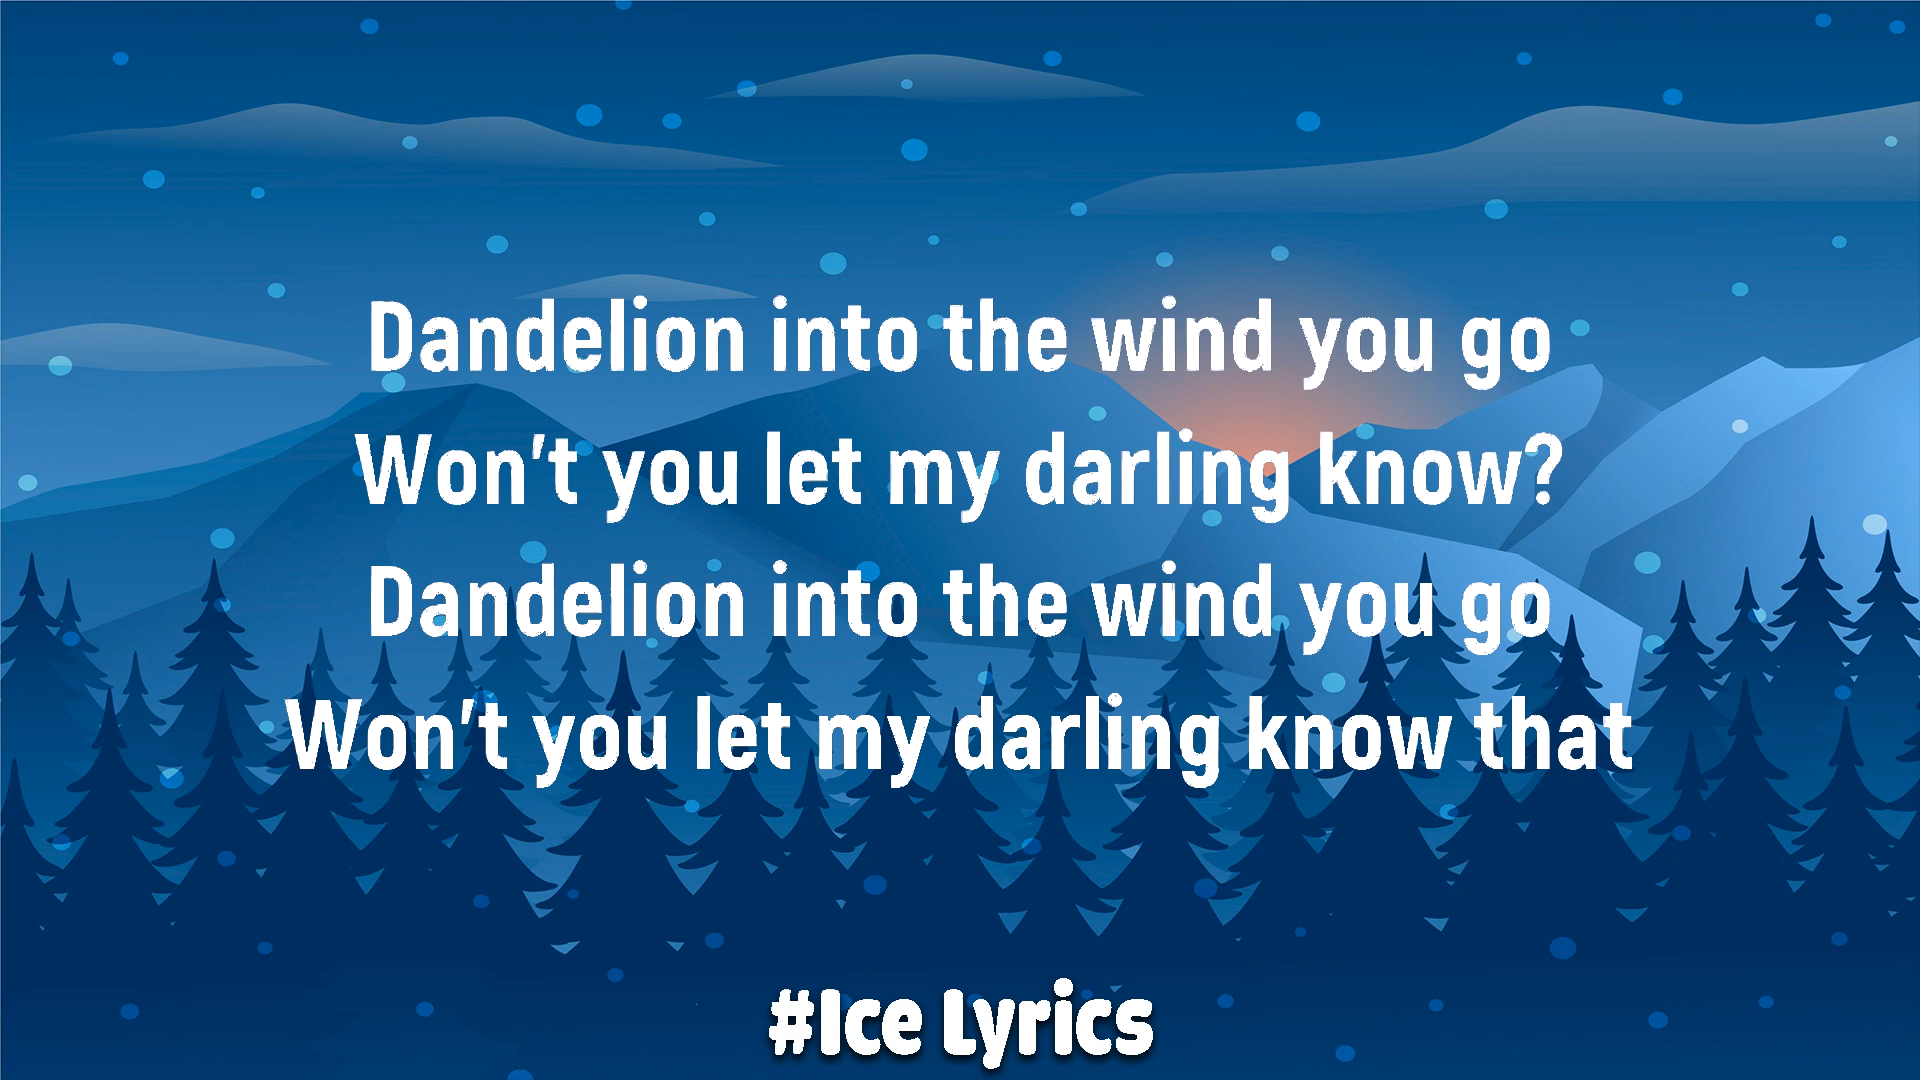 Dandelion into the wind you go
Won't you let my darling know?
Dandelion into the wind you go
Won't you let my darling know that
#Ice Lyrics